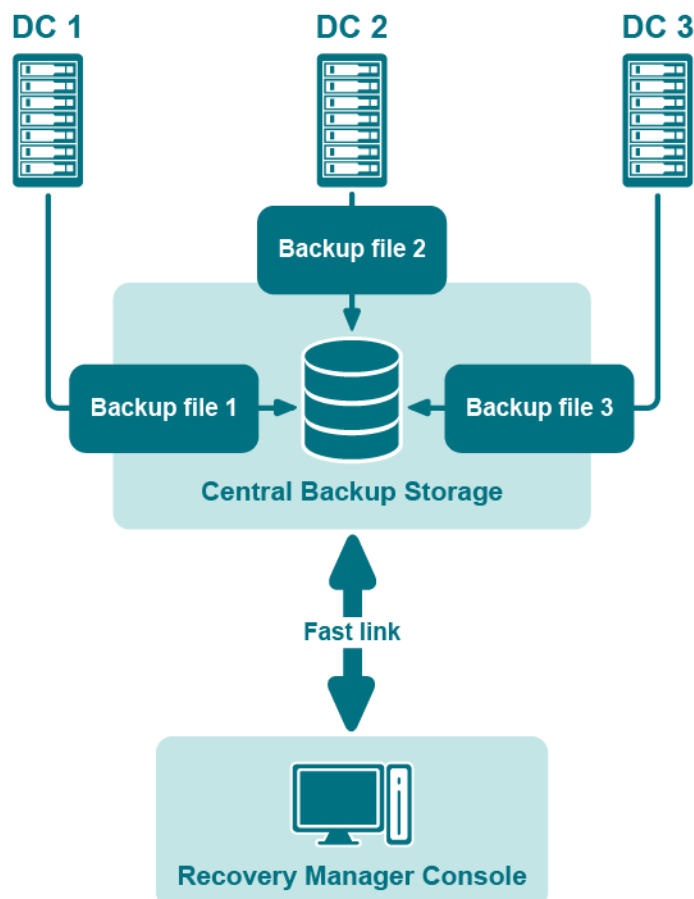 DC 1
DC 2
DC 3
Backup file 2
Backup file 1
Backup file 3
Central Backup Storage
Fast link
Recovery Manager Console